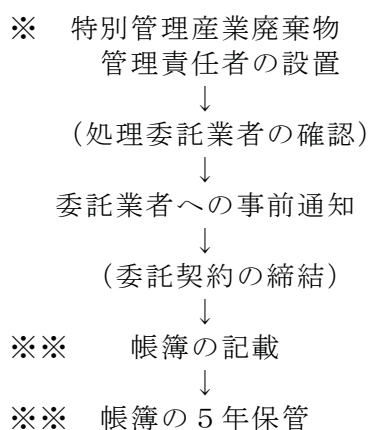 ※ 特別管理産業廃棄物
管理責任者の設置
↓
(処理委託業者の確認)
↓
委託業者への事前通知
↓
(委託契約の締結)
↓
※※ 帳簿の記載
↓
※※ 帳簿の5年保管